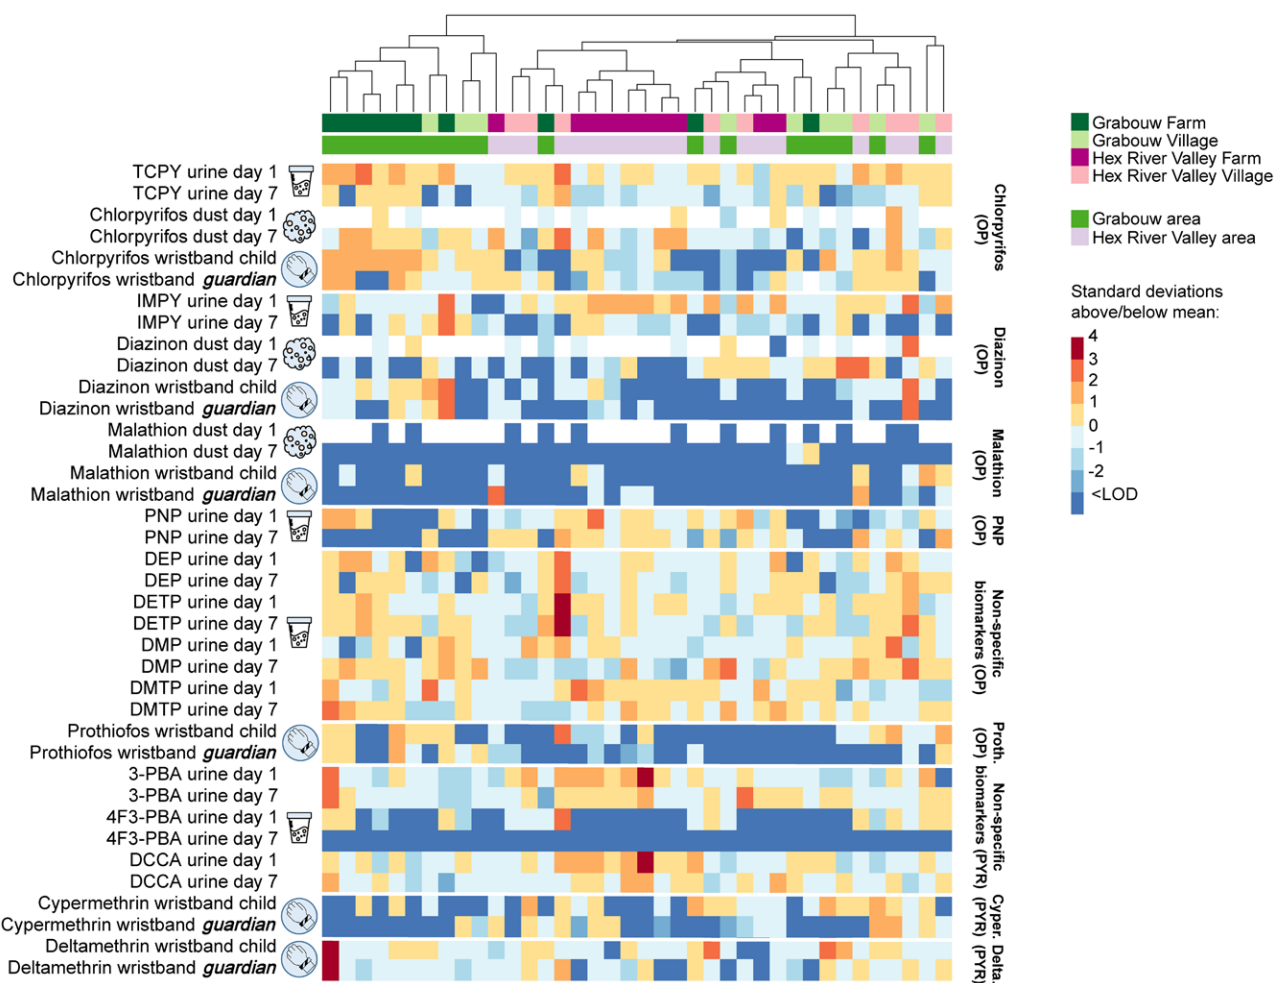 TCPY urine day 1
TCPY urine day 7
Chlorpyrifos dust day 1
Chlorpyrifos dust day 7
Chlorpyrifos wristband child
Chlorpyrifos wristband guardian
IMPY urine day 1
IMPY urine day 7
Diazinon dust day 1
Diazinon dust day 7
Diazinon wristband child
Diazinon wristband guardian
Malathion dust day 1
Malathion dust day 7
Malathion wristband child
Malathion wristband guardian
PNP urine day 1
PNP urine day 7
DEP urine day 1
DEP urine day 7
DETP urine day 1
DETP urine day 7
DMP urine day 1
DMP urine day 7
DMTP urine day 1
DMTP urine day 7
Prothiofos wristband child
Prothiofos wristband guardian
3-PBA urine day 1
3-PBA urine day 7
4F3-PBA urine day 1
4F3-PBA urine day 7
DCCA urine day 1
DCCA urine day 7
Cypermethrin wristband child
Cypermethrin wristband guardian
Deltamethrin wristband child
Deltamethrin wristband guardian
Chlorpyrifos
(OP)
Diazinon
(OP)
Malathion
(OP)
PNP
(OP)
Non-specific
biomarkers (OP)
Proth.
(OP)
Non-specific
biomarkers (PYR)
Cyper.
(PYR)
Delta.
(PYR)
Grabouw Farm
Grabouw Village
Hex River Valley Farm
Hex River Valley Village
Grabouw area
Hex River Valley area
Standard deviations
above/below mean:
4
3
2
1
0
-1
-2
<LOD